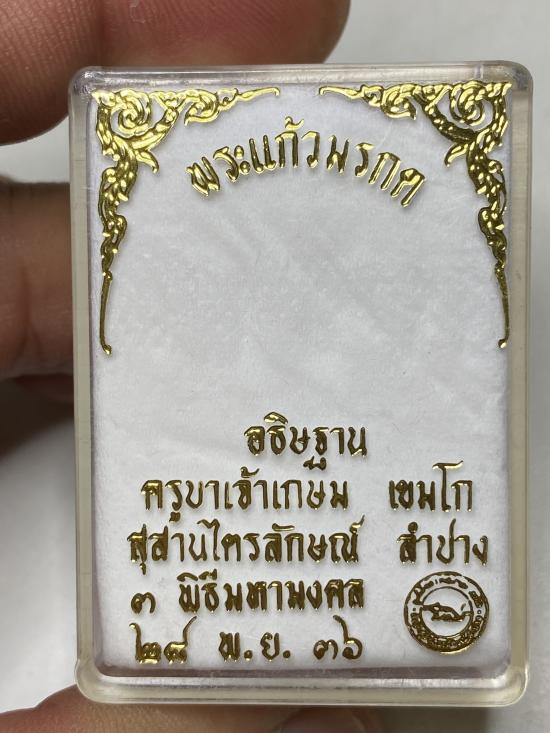 พระแก้วมรกต
อธิษฐาน
ครูบาเจ้าเกษม เขมโก
สุสานไตรลักษณ์ ลำปาง
๓ พิธีมหามงคล
๒๘ พ.ย. ๓๖